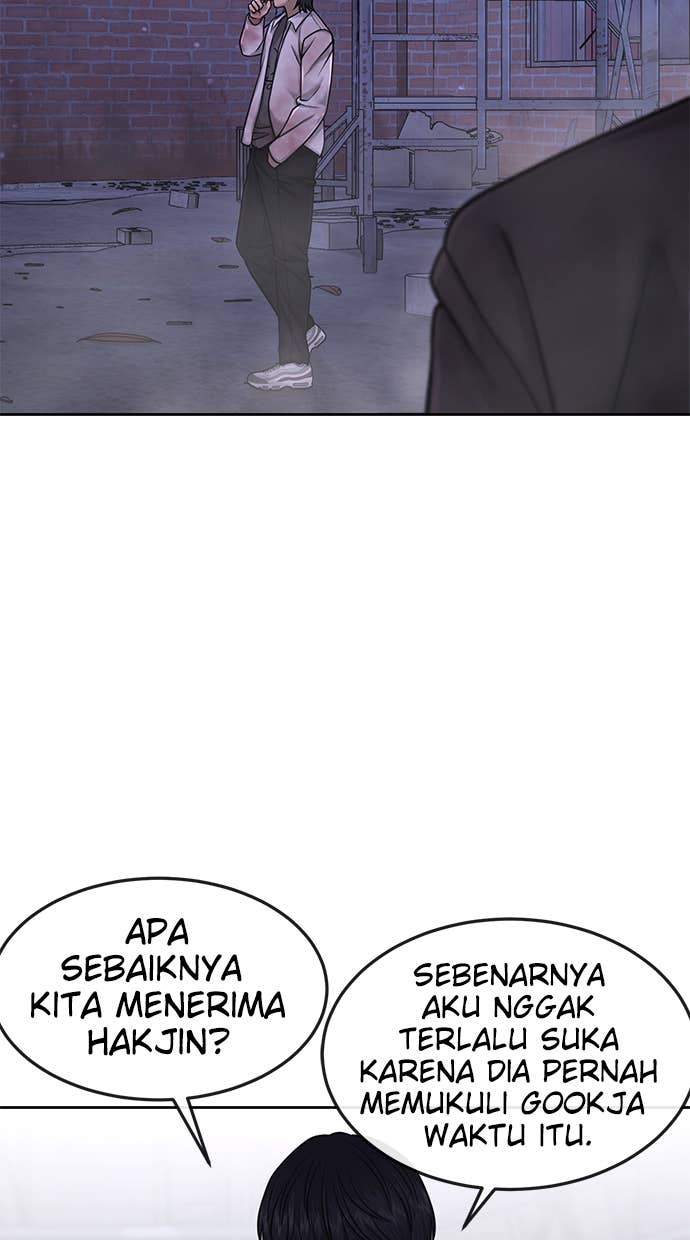 APA
SEBAIKNYA
KITA MENERIMA
HAKJIN?
SEBENARNYA
AKU NGGAK
TERLALU SUKA
KARENA DIA PERNAH
MEMUKULI GOOKJA
WAKTU ITU.